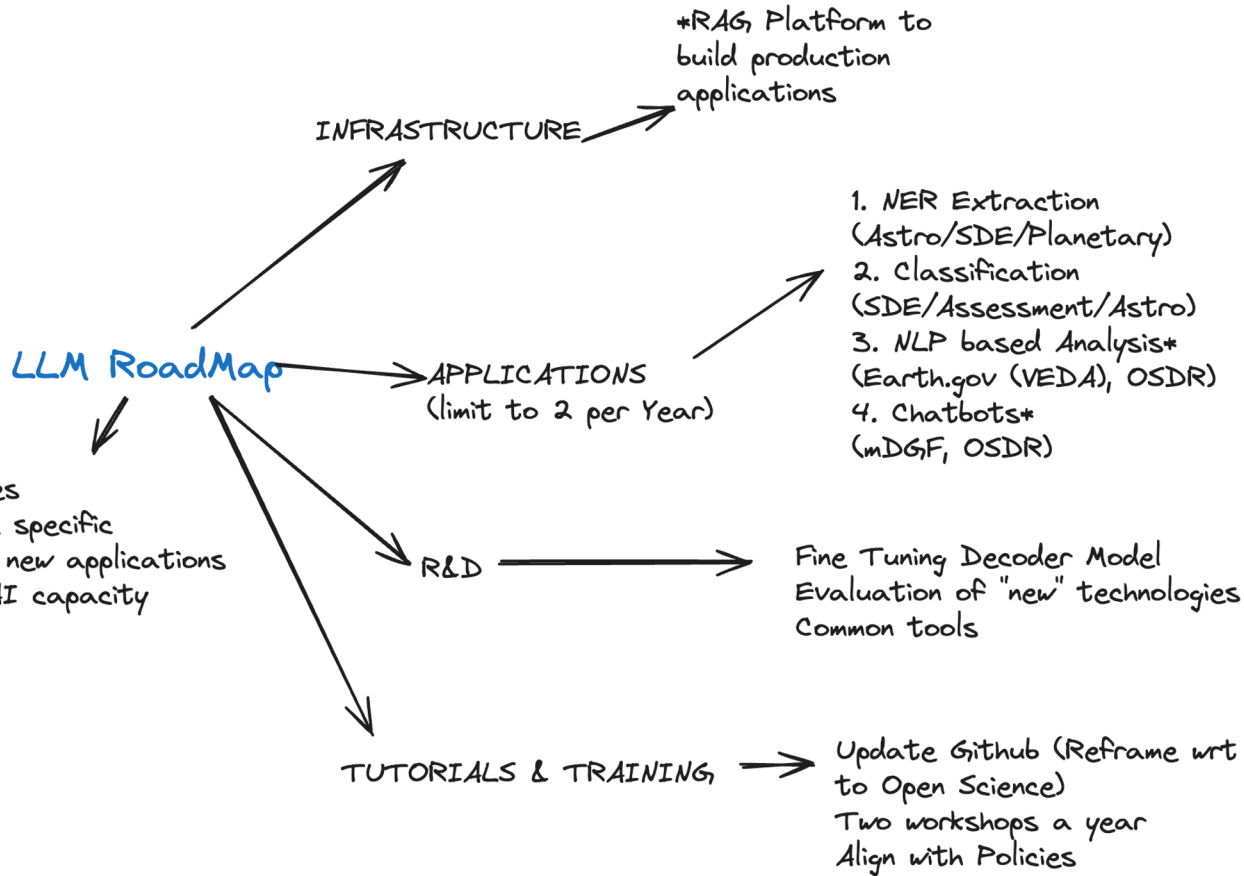 *RAG Platform to
build production
applications
INFRASTRUCTURE
1. NER Extraction
(Astro/SDE/Planetary)
2. Classification
(SDE/Assessment/Astro)
3. NLP based Analysis*
(Earth.gov (VEDA), OSDR)
4. Chatbots*
(mDGF, OSDR)
LLM RoadMap
APPLICATIONS
(limit to 2 per Year)
specific
new applications
capacity
R&D
Fine Tuning Decoder Model
Evaluation of "new" technologies
Common tools
TUTORIALS & TRAINING
Update Github (Reframe wrt
to Open Science)
Two workshops a year
Align with Policies